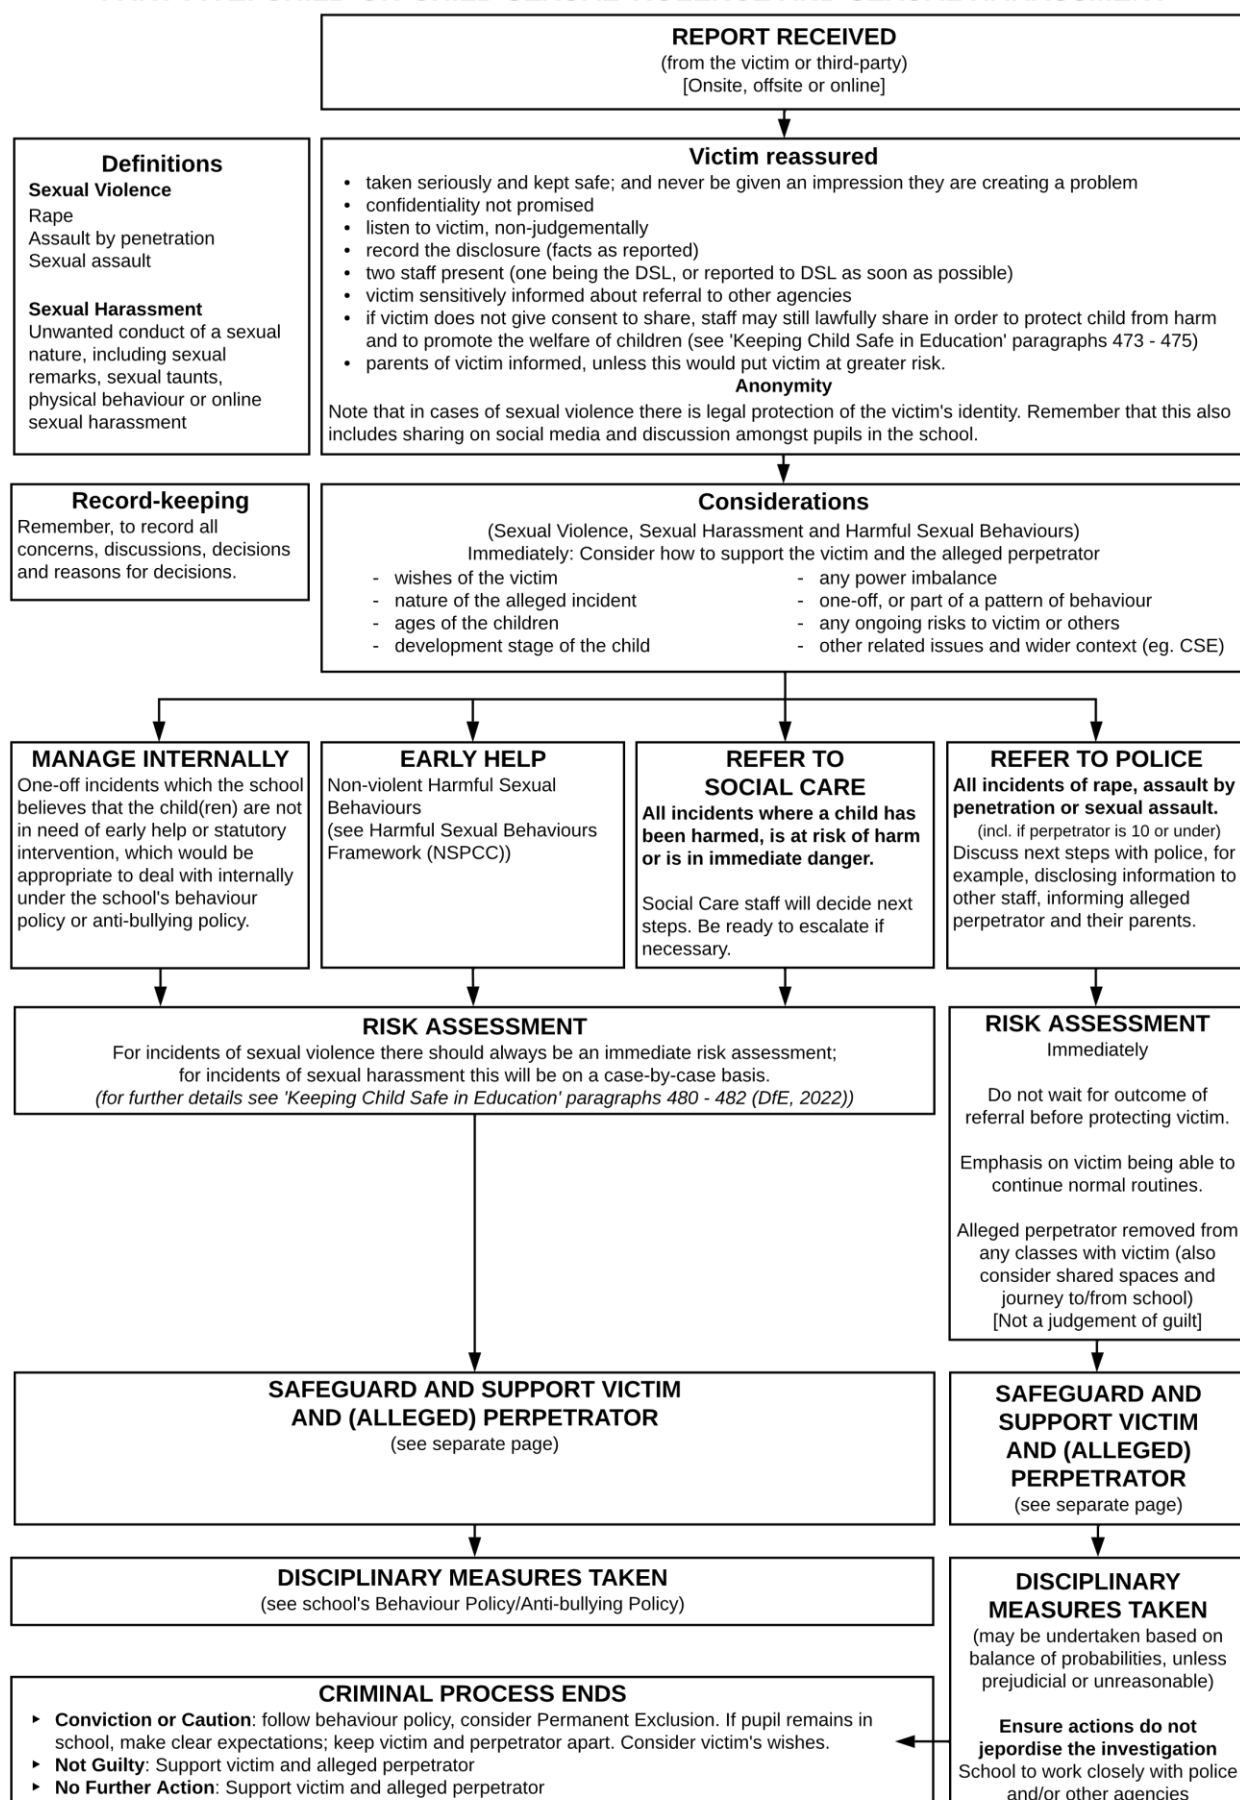 REPORT RECEIVED
(from the victim or third-party)
[Onsite, offsite or online]
Definitions
Sexual Violence
Rape
Assault by penetration
Sexual assault
Sexual Harassment
Unwanted conduct of a sexual
nature, including sexual
remarks, sexual taunts,
physical behaviour or online
sexual harassment
Victim reassured
• taken seriously and kept safe; and never be given an impression they are creating a problem
• confidentiality not promised
• listen to victim, non-judgementally
• record the disclosure (facts as reported)
• two staff present (one being the DSL, or reported to DSL as soon as possible)
• victim sensitively informed about referral to other agencies
• if victim does not give consent to share, staff may still lawfully share in order to protect child from harm
and to promote the welfare of children (see 'Keeping Child Safe in Education' paragraphs 473 - 475)
• parents of victim informed, unless this would put victim at greater risk.
Anonymity
Note that in cases of sexual violence there is legal protection of the victim's identity. Remember that this also
includes sharing on social media and discussion amongst pupils in the school.
Record-keeping
Remember, to record all
concerns, discussions, decisions
and reasons for decisions.
Considerations
(Sexual Violence, Sexual Harassment and Harmful Sexual Behaviours)
Immediately: Consider how to support the victim and the alleged perpetrator
- wishes of the victim
- nature of the alleged incident
- ages of the children
- development stage of the child
- any power imbalance
- one-off, or part of a pattern of behaviour
- any ongoing risks to victim or others
- other related issues and wider context (eg. CSE)
MANAGE INTERNALLY
One-off incidents which the school
believes that the child(ren) are not
in need of early help or statutory
intervention, which would be
appropriate to deal with internally
under the school's behaviour
policy or anti-bullying policy.
EARLY HELP
Non-violent Harmful Sexual
Behaviours
(see Harmful Sexual Behaviours
Framework (NSPCC))
REFER TO
SOCIAL CARE
All incidents where a child has
been harmed, is at risk of harm
or is in immediate danger.
Social Care staff will decide next
steps. Be ready to escalate if
necessary.
REFER TO POLICE
All incidents of rape, assault by
penetration or sexual assault.
(incl. if perpetrator is 10 or under)
Discuss next steps with police, for
example, disclosing information to
other staff, informing alleged
perpetrator and their parents.
RISK ASSESSMENT
For incidents of sexual violence there should always be an immediate risk assessment;
for incidents of sexual harassment this will be on a case-by-case basis.
(for further details see 'Keeping Child Safe in Education' paragraphs 480 - 482 (DfE, 2022))
RISK ASSESSMENT
Immediately
Do not wait for outcome of
referral before protecting victim.
Emphasis on victim being able to
continue normal routines.
Alleged perpetrator removed from
any classes with victim (also
consider shared spaces and
journey to/from school)
[Not a judgement of guilt]
SAFEGUARD AND SUPPORT VICTIM
AND (ALLEGED) PERPETRATOR
(see separate page)
SAFEGUARD AND
SUPPORT VICTIM
AND (ALLEGED)
PERPETRATOR
(see separate page)
DISCIPLINARY MEASURES TAKEN
(see school's Behaviour Policy/Anti-bullying Policy)
DISCIPLINARY
MEASURES TAKEN
(may be undertaken based on
balance of probabilities, unless
prejudicial or unreasonable)
Ensure actions do not
jepordise the investigation
School to work closely with police
and/or other agencies
CRIMINAL PROCESS ENDS
▸ Conviction or Caution: follow behaviour policy, consider Permanent Exclusion. If pupil remains in
school, make clear expectations; keep victim and perpetrator apart. Consider victim's wishes.
▸ Not Guilty: Support victim and alleged perpetrator
▸ No Further Action: Support victim and alleged perpetrator